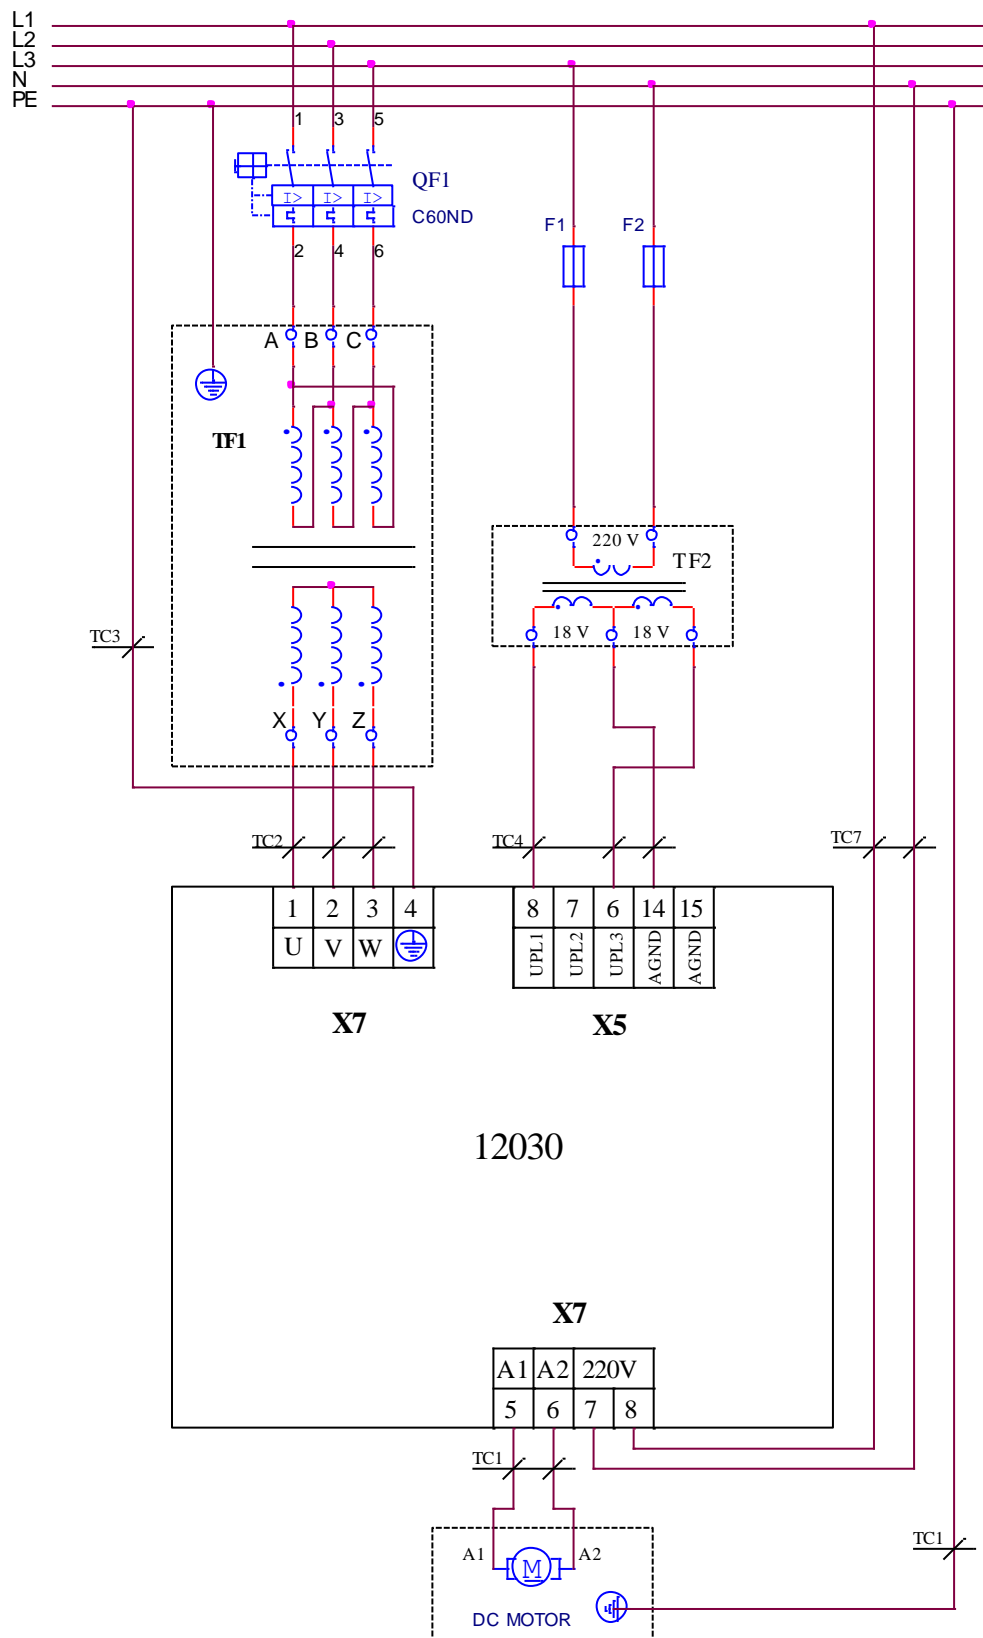 L1
L2
L3
N
PE
1 3 5
QF1
I> I> I>
C60ND
2 4 6
F1 F2
A B C
TF1
220 V
TF2
18 V 18 V
TC3
X Y Z
TC2 TC4 TC7
1 2 3 4
U V W
8 7 6 14 15
UPL1 UPL2 UPL3 AGND AGND
X7 X5
12030
X7
A1 A2 220V
5 6 7 8
TC1
TC1
A1 M A2
DC MOTOR